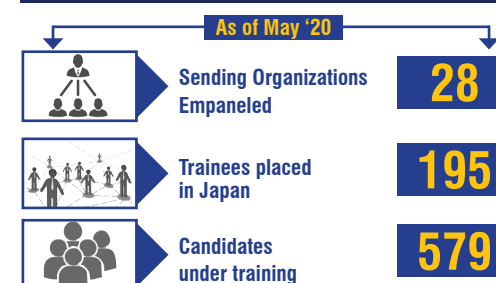 As of May ‘20
Sending Organizations
Empaneled
28
Trainees placed
in Japan
195
Candidates
under training
579